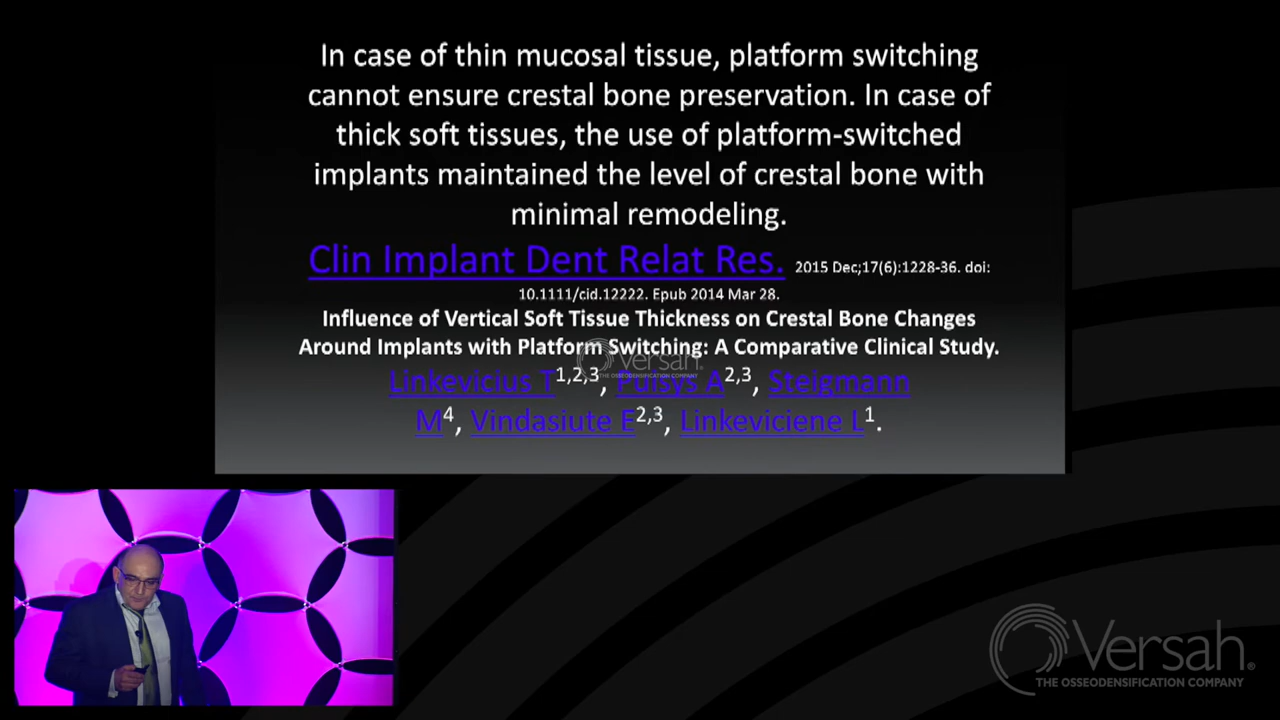 In case of thin mucosal tissue, platform switching
cannot ensure crestal bone preservation. In case of
thick soft tissues, the use of platform-switched
implants maintained the level of crestal bone with
minimal remodeling.
Clin Implant Dent Relat Res. 2015 Dec;17(6):1228-36. doi:
10.1111/cid.12222. Epub 2014 Mar 28.
Influence of Vertical Soft Tissue Thickness on Crestal Bone Changes
Around Implants with Platform Switching: A Comparative Clinical Study.
Versah
THE OSSEODENSIFICATION COMPANY
Linkevicius T1,2,3, Puisys A2,3, Steigmann
M4, Vindasiute E2,3, Linkeviciene L1.
Versah®
THE OSSEODENSIFICATION COMPANY